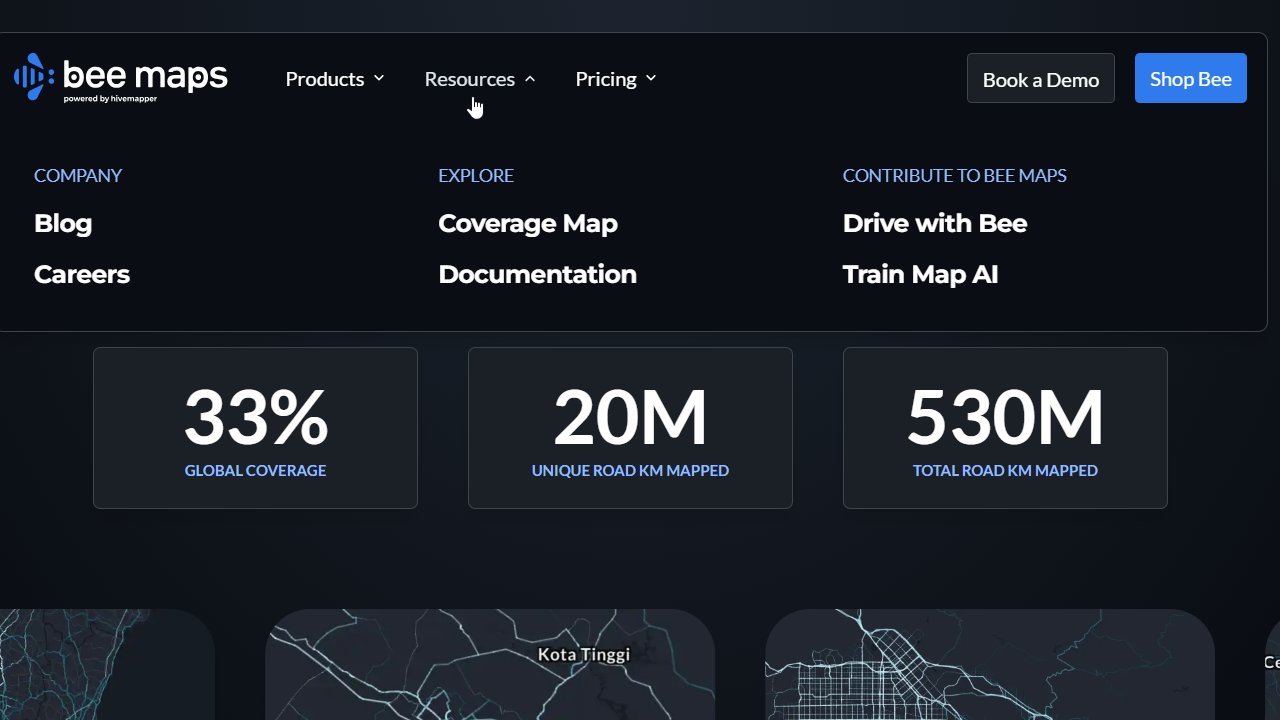 bee maps
powered by hivemapper
Products
Resources
Pricing
Book a Demo
Shop Bee
COMPANY
Blog
Careers
EXPLORE
Coverage Map
Documentation
CONTRIBUTE TO BEE MAPS
Drive with Bee
Train Map AI
33%
GLOBAL COVERAGE
20M
UNIQUE ROAD KM MAPPED
530M
TOTAL ROAD KM MAPPED
Kota Tinggi
Ce